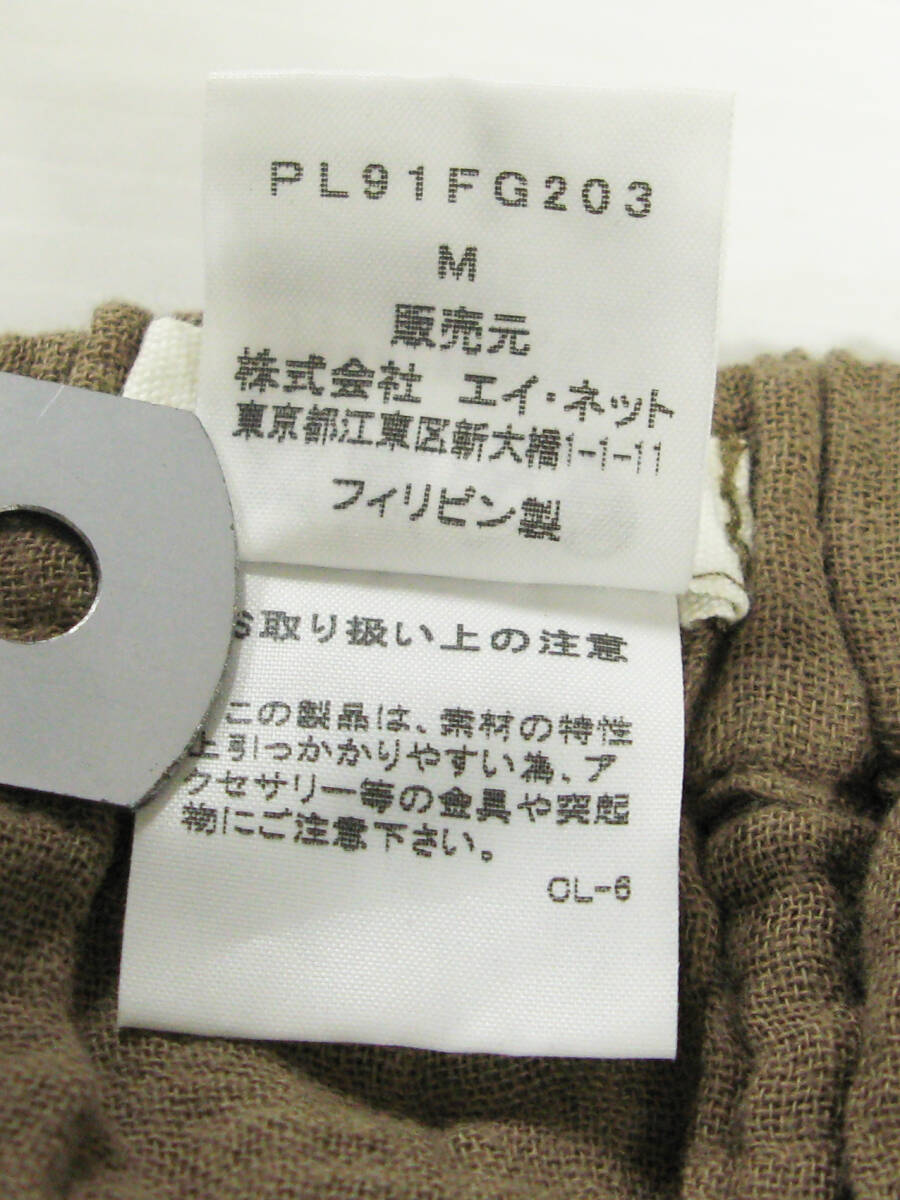 PL91FG203
M
販売元
株式会社 エイ・ネット
東京都江東区新大橋1-1-11
フィリピン製
お取り扱い上の注意
この製品は、素材の特性
上引っかかりやすい為、ア
クセサリー等の金具や突起
物にご注意下さい。
CL-6